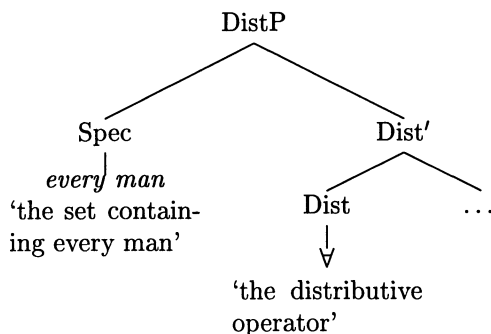 DistP
Spec
Dist′
every man
‘the set contain-
ing every man’
Dist
...
∀
‘the distributive
operator’